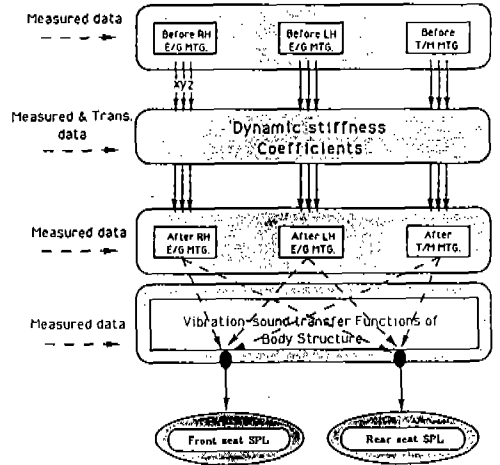 Measured data
Before RH
E/G MTG.
Before LH
E/G MTG.
Before
T/M MTG.
xyz
Measured & Trans.
data
Dynamic stiffness
Coefficients
Measured data
After RH
E/G MTG.
After LH
E/G MTG.
After
T/M MTG.
Measured data
Vibration-sound transfer Functions of
Body Structure
Front seat SPL
Rear seat SPL